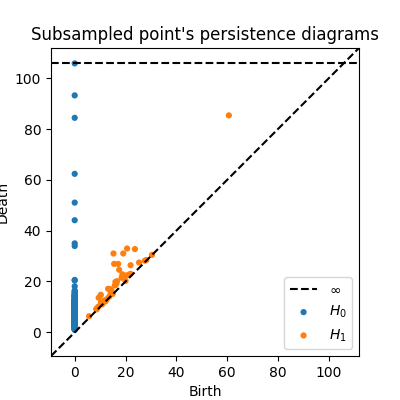 Subsampled point's persistence diagrams
100
80
60
40
20
0
Death
0 20 40 60 80 100
Birth
∞
H₀
H₁